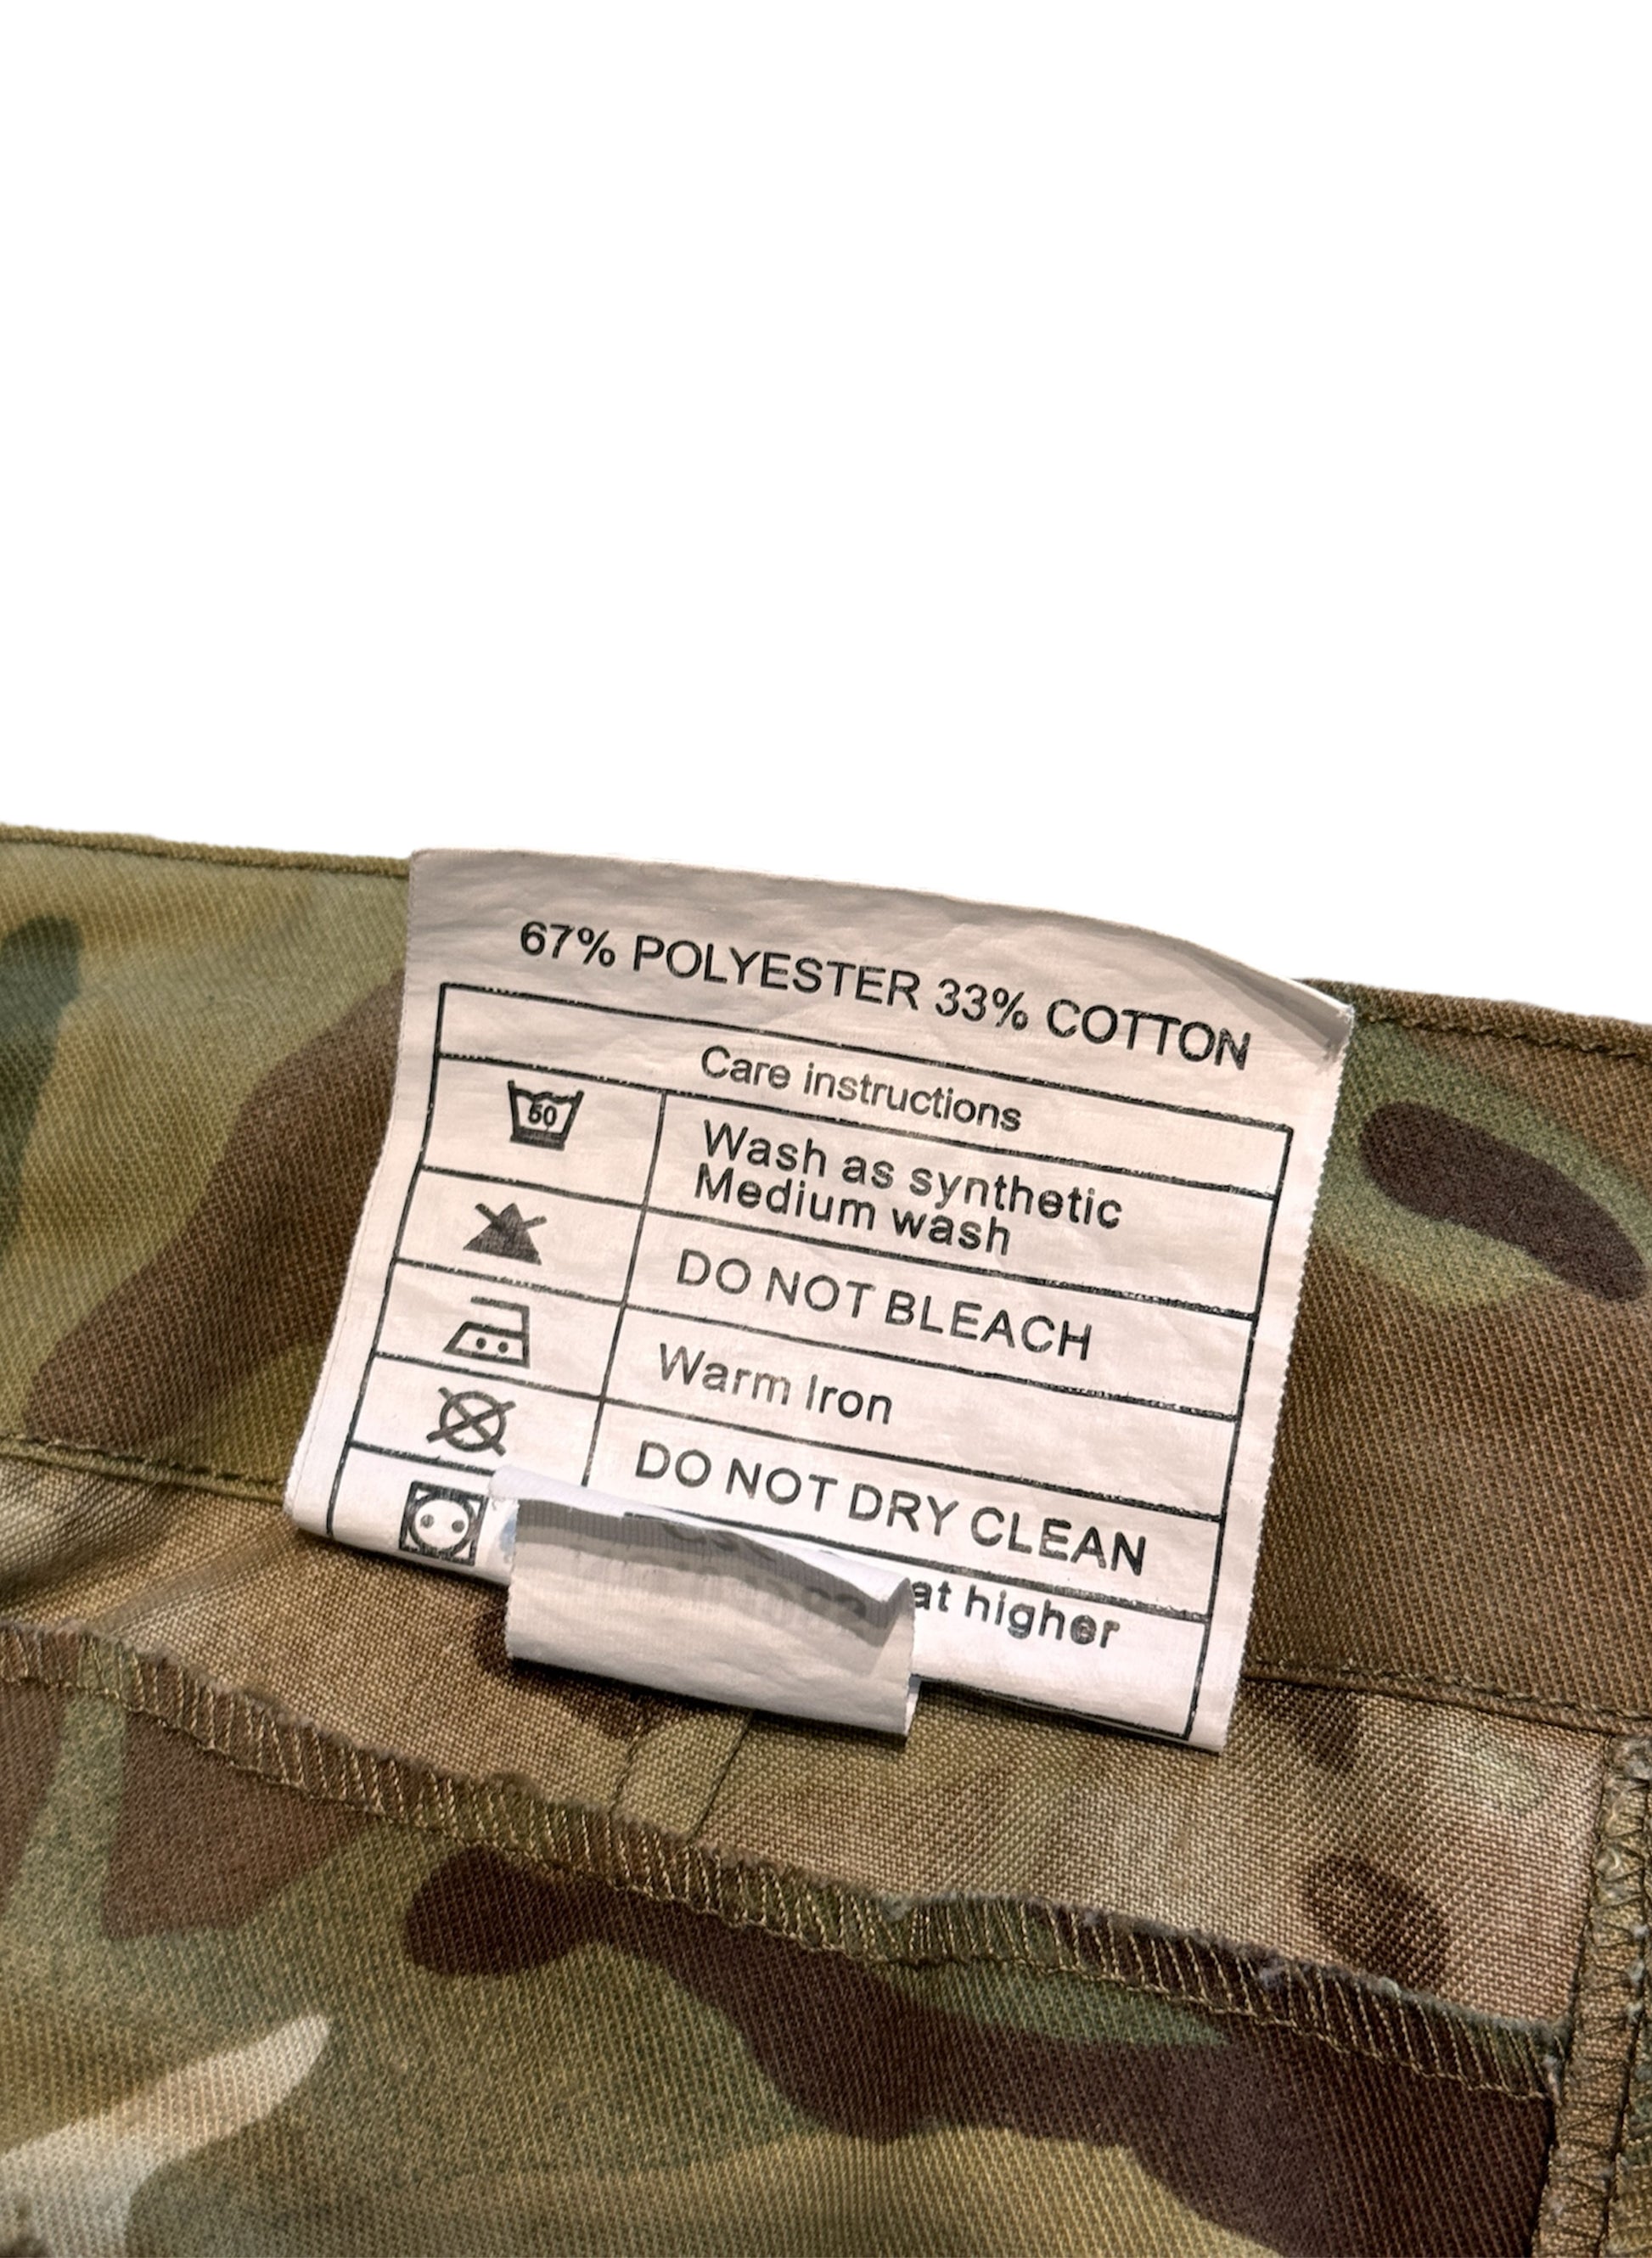 67% POLYESTER 33% COTTON
Care instructions
50
Wash as synthetic
Medium wash
DO NOT BLEACH
Warm Iron
DO NOT DRY CLEAN
at higher